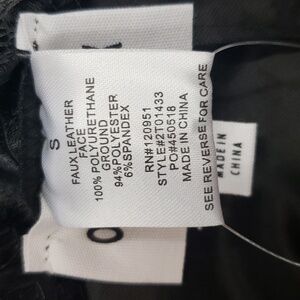 S
FAUX LEATHER
FACE
100% POLYURETHANE
GROUND
94%POLYESTER
6%SPANDEX
RN#120951
STYLE#2T01433
PO#450518
MADE IN CHINA
SEE REVERSE FOR CARE
MADE IN
CHINA